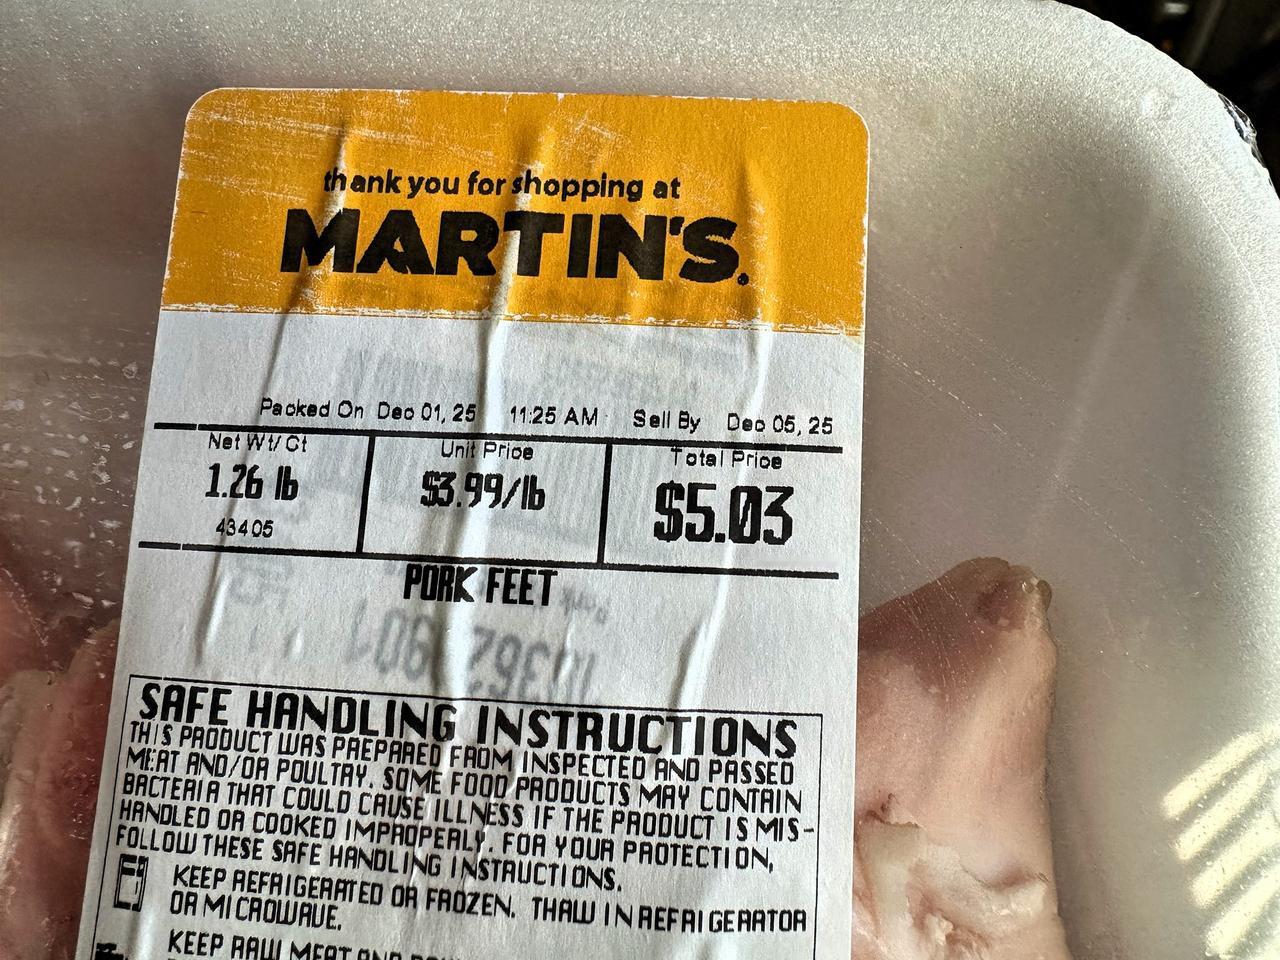 thank you for shopping at
MARTIN'S.
Packed On Dec 01, 25 11:25 AM Sell By Dec 05, 25
Net Wt/Ct Unit Price Total Price
1.26 lb $3.99/lb $5.03
43405
PORK FEET
SAFE HANDLING INSTRUCTIONS
THIS PRODUCT WAS PREPARED FROM INSPECTED AND PASSED
MEAT AND/OR POULTRY. SOME FOOD PRODUCTS MAY CONTAIN
BACTERIA THAT COULD CAUSE ILLNESS IF THE PRODUCT IS MIS-
HANDLED OR COOKED IMPROPERLY. FOR YOUR PROTECTION,
FOLLOW THESE SAFE HANDLING INSTRUCTIONS.
KEEP REFRIGERATED OR FROZEN. THAW IN REFRIGERATOR
OR MICROWAVE.
KEEP RAW MEAT AND